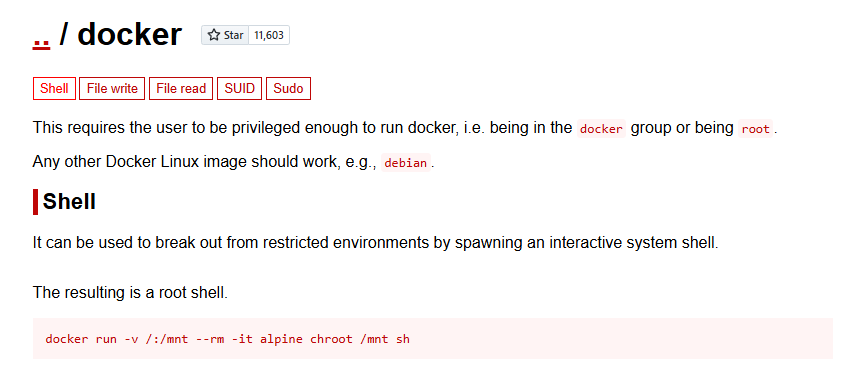 .. / docker Star 11,603
Shell File write File read SUID Sudo
This requires the user to be privileged enough to run docker, i.e. being in the docker group or being root.
Any other Docker Linux image should work, e.g., debian.
Shell
It can be used to break out from restricted environments by spawning an interactive system shell.
The resulting is a root shell.
docker run -v /:/mnt --rm -it alpine chroot /mnt sh